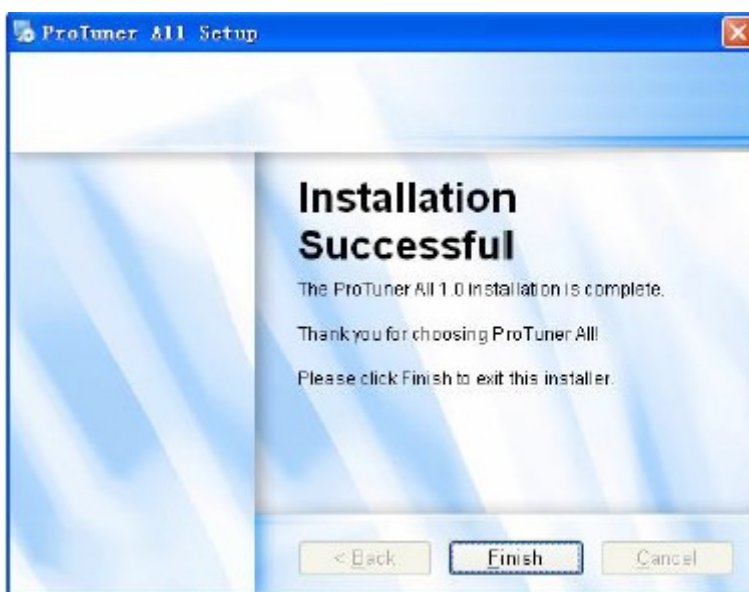 ProTuner All Setup
Installation
Successful
The ProTuner All 1.0 installation is complete.
Thank you for choosing ProTuner All!
Please click Finish to exit this installer.
< Back
Finish
Cancel